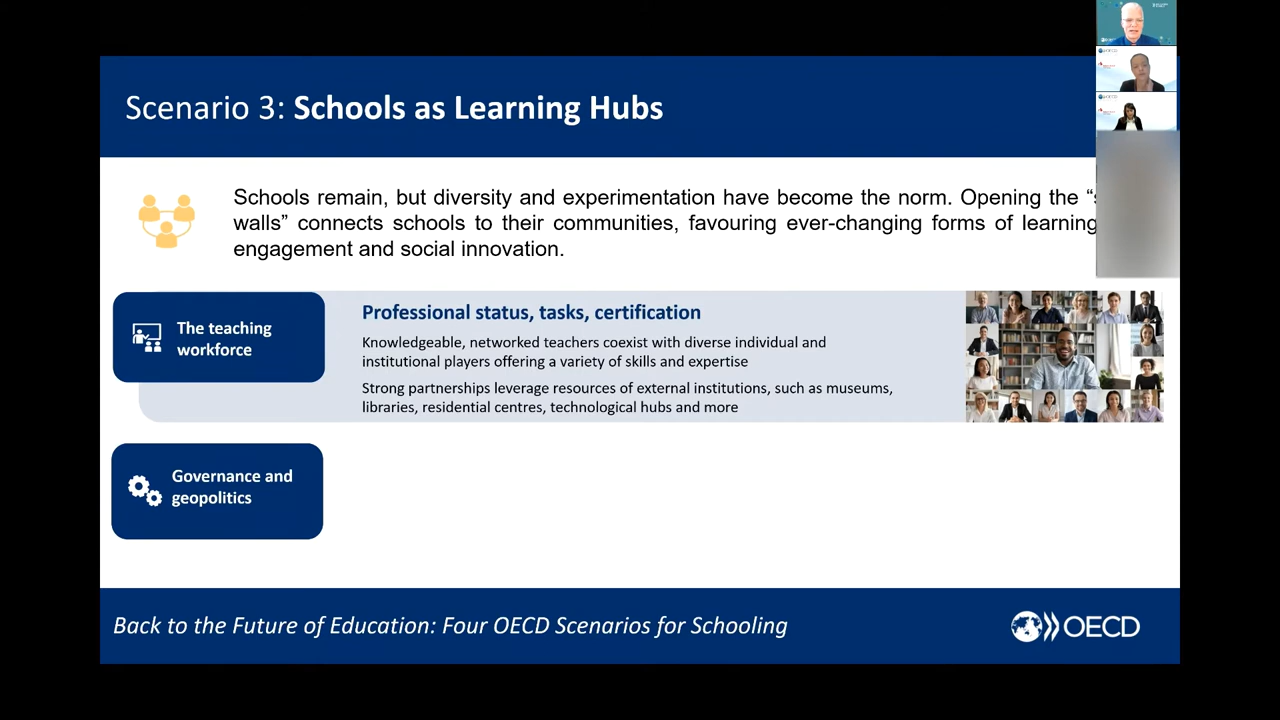 Scenario 3: Schools as Learning Hubs
Schools remain, but diversity and experimentation have become the norm. Opening the
walls” connects schools to their communities, favouring ever-changing forms of learning
engagement and social innovation.
The teaching
workforce
Professional status, tasks, certification
Knowledgeable, networked teachers coexist with diverse individual and
institutional players offering a variety of skills and expertise
Strong partnerships leverage resources of external institutions, such as museums,
libraries, residential centres, technological hubs and more
Governance and
geopolitics
Back to the Future of Education: Four OECD Scenarios for Schooling
OECD